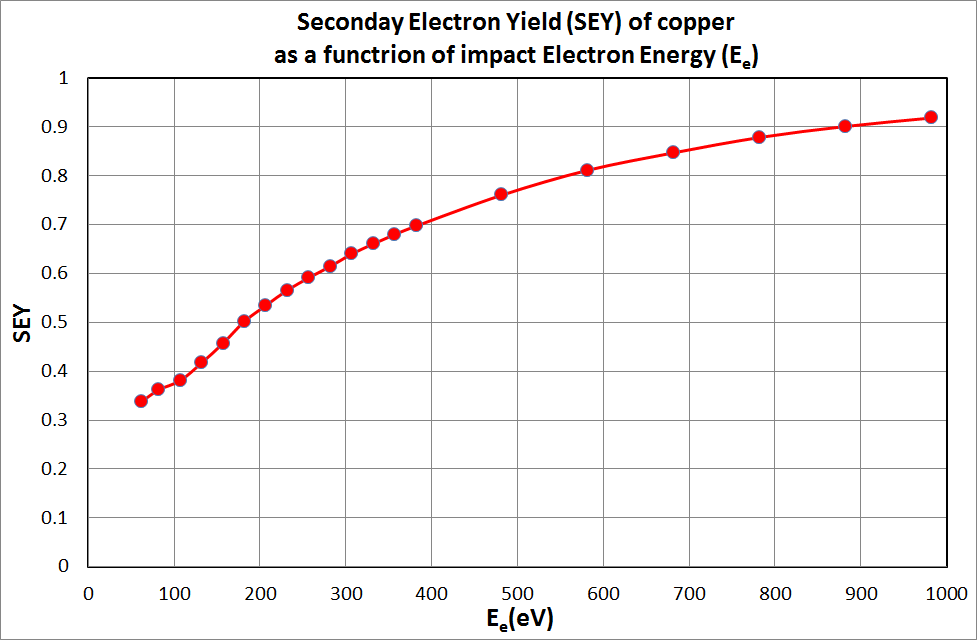 Seconday Electron Yield (SEY) of copper
as a functrion of impact Electron Energy (Ee)
1
0.9
0.8
0.7
0.6
0.5
0.4
0.3
0.2
0.1
0
SEY
0 100 200 300 400 500 600 700 800 900 1000
Ee(eV)